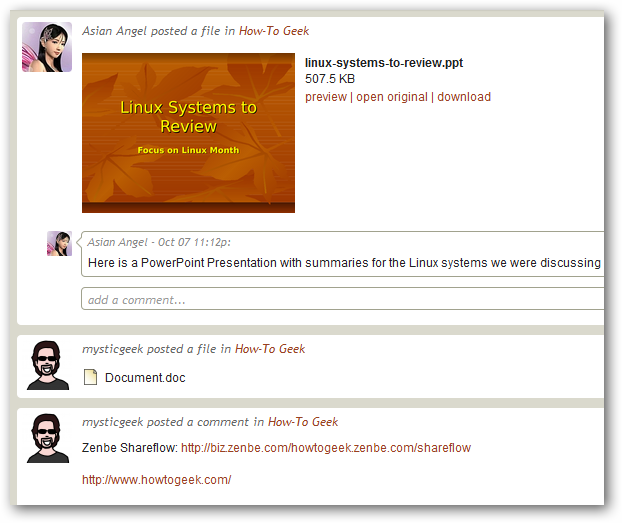 Asian Angel posted a file in How-To Geek
Linux Systems to
Review
Focus on Linux Month
linux-systems-to-review.ppt
507.5 KB
preview | open original | download
Asian Angel - Oct 07 11:12p:
Here is a PowerPoint Presentation with summaries for the Linux systems we were discussing
add a comment...
mysticgeek posted a file in How-To Geek
Document.doc
mysticgeek posted a comment in How-To Geek
Zenbe Shareflow: http://biz.zenbe.com/howtogeek.zenbe.com/shareflow
http://www.howtogeek.com/